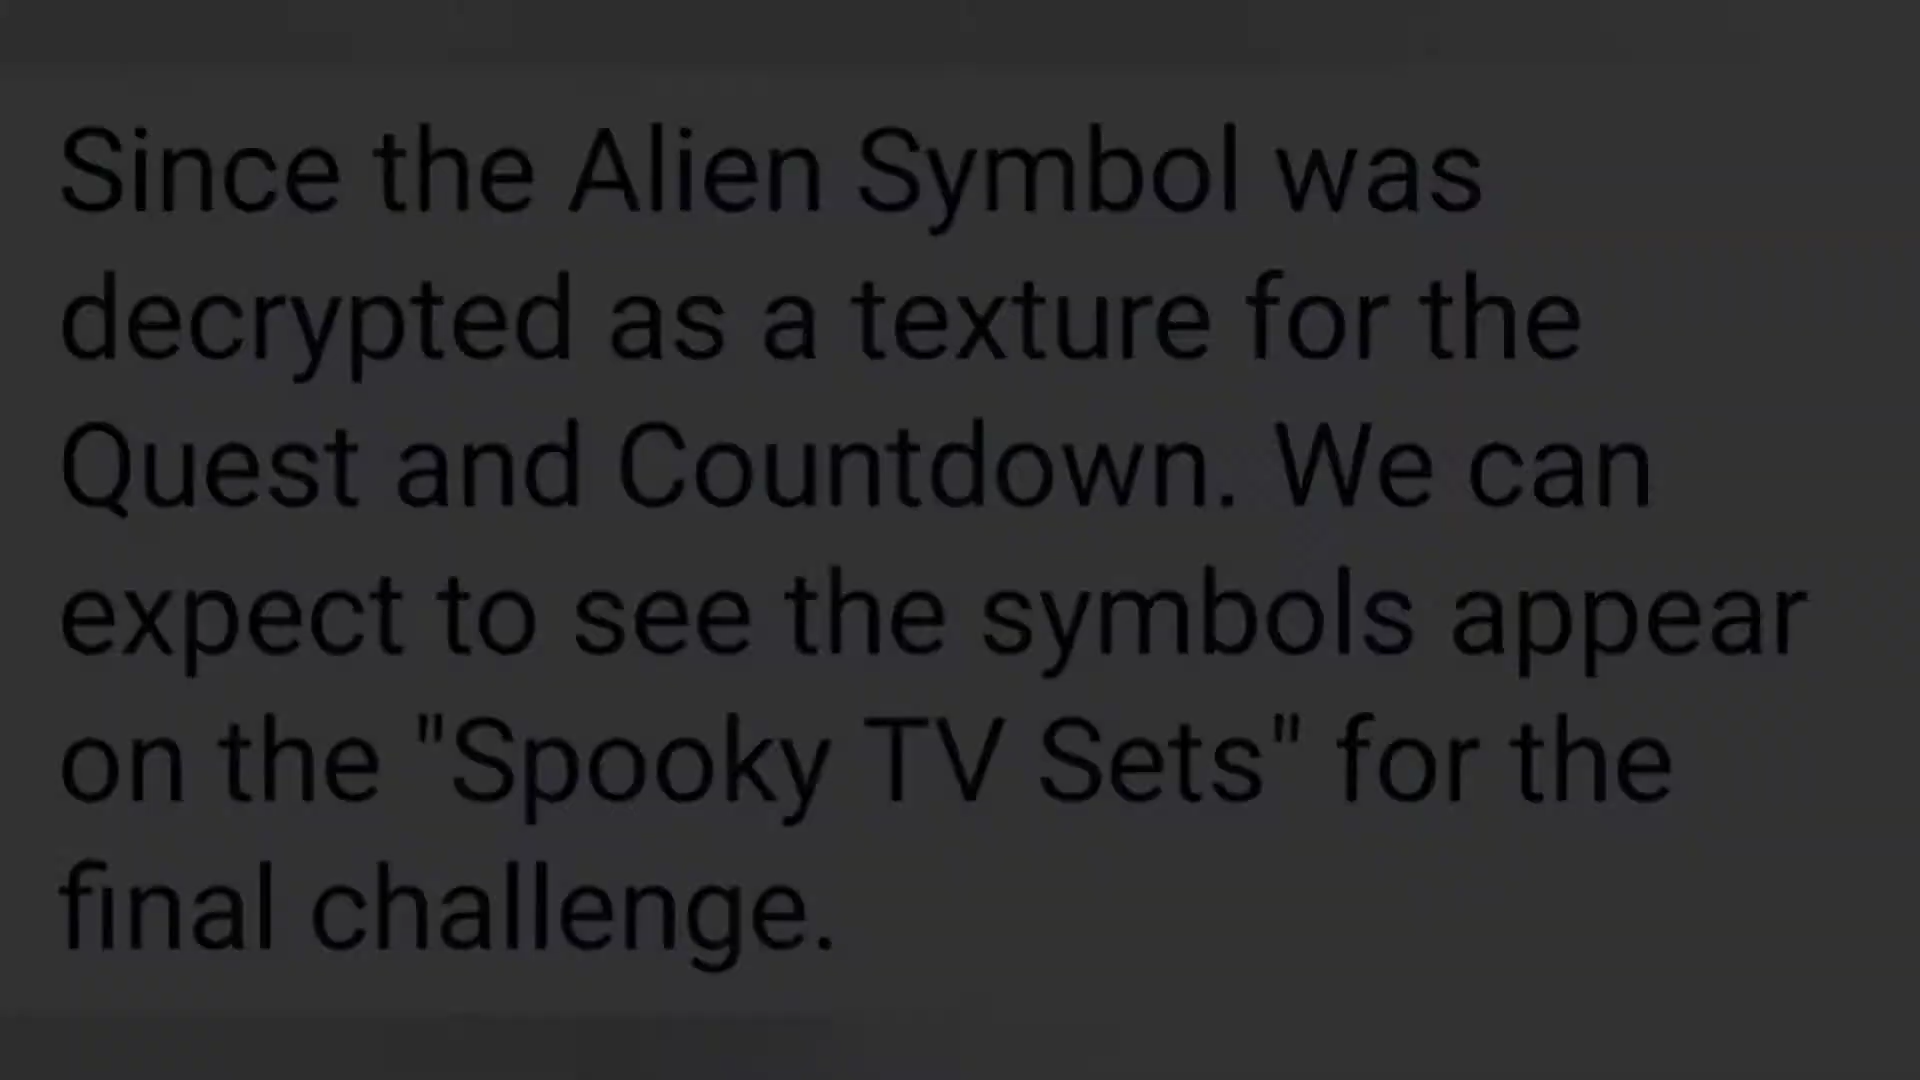 Since the Alien Symbol was
decrypted as a texture for the
Quest and Countdown. We can
expect to see the symbols appear
on the "Spooky TV Sets" for the
final challenge.